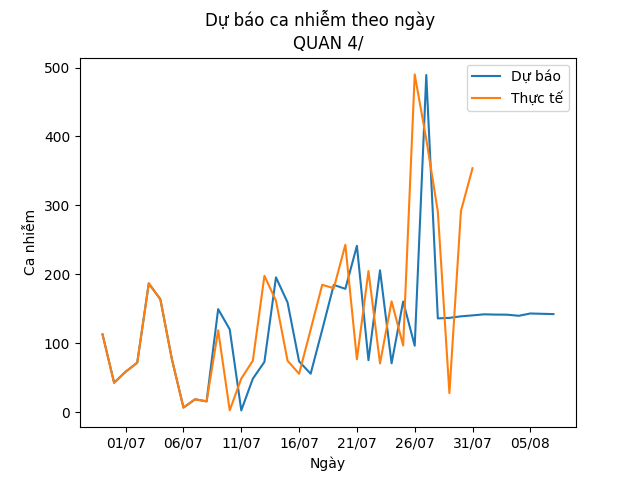 Dự báo ca nhiễm theo ngày
QUAN 4/
Dự báo
Thực tế
Ca nhiễm
500
400
300
200
100
0
01/07 06/07 11/07 16/07 21/07 26/07 31/07 05/08
Ngày